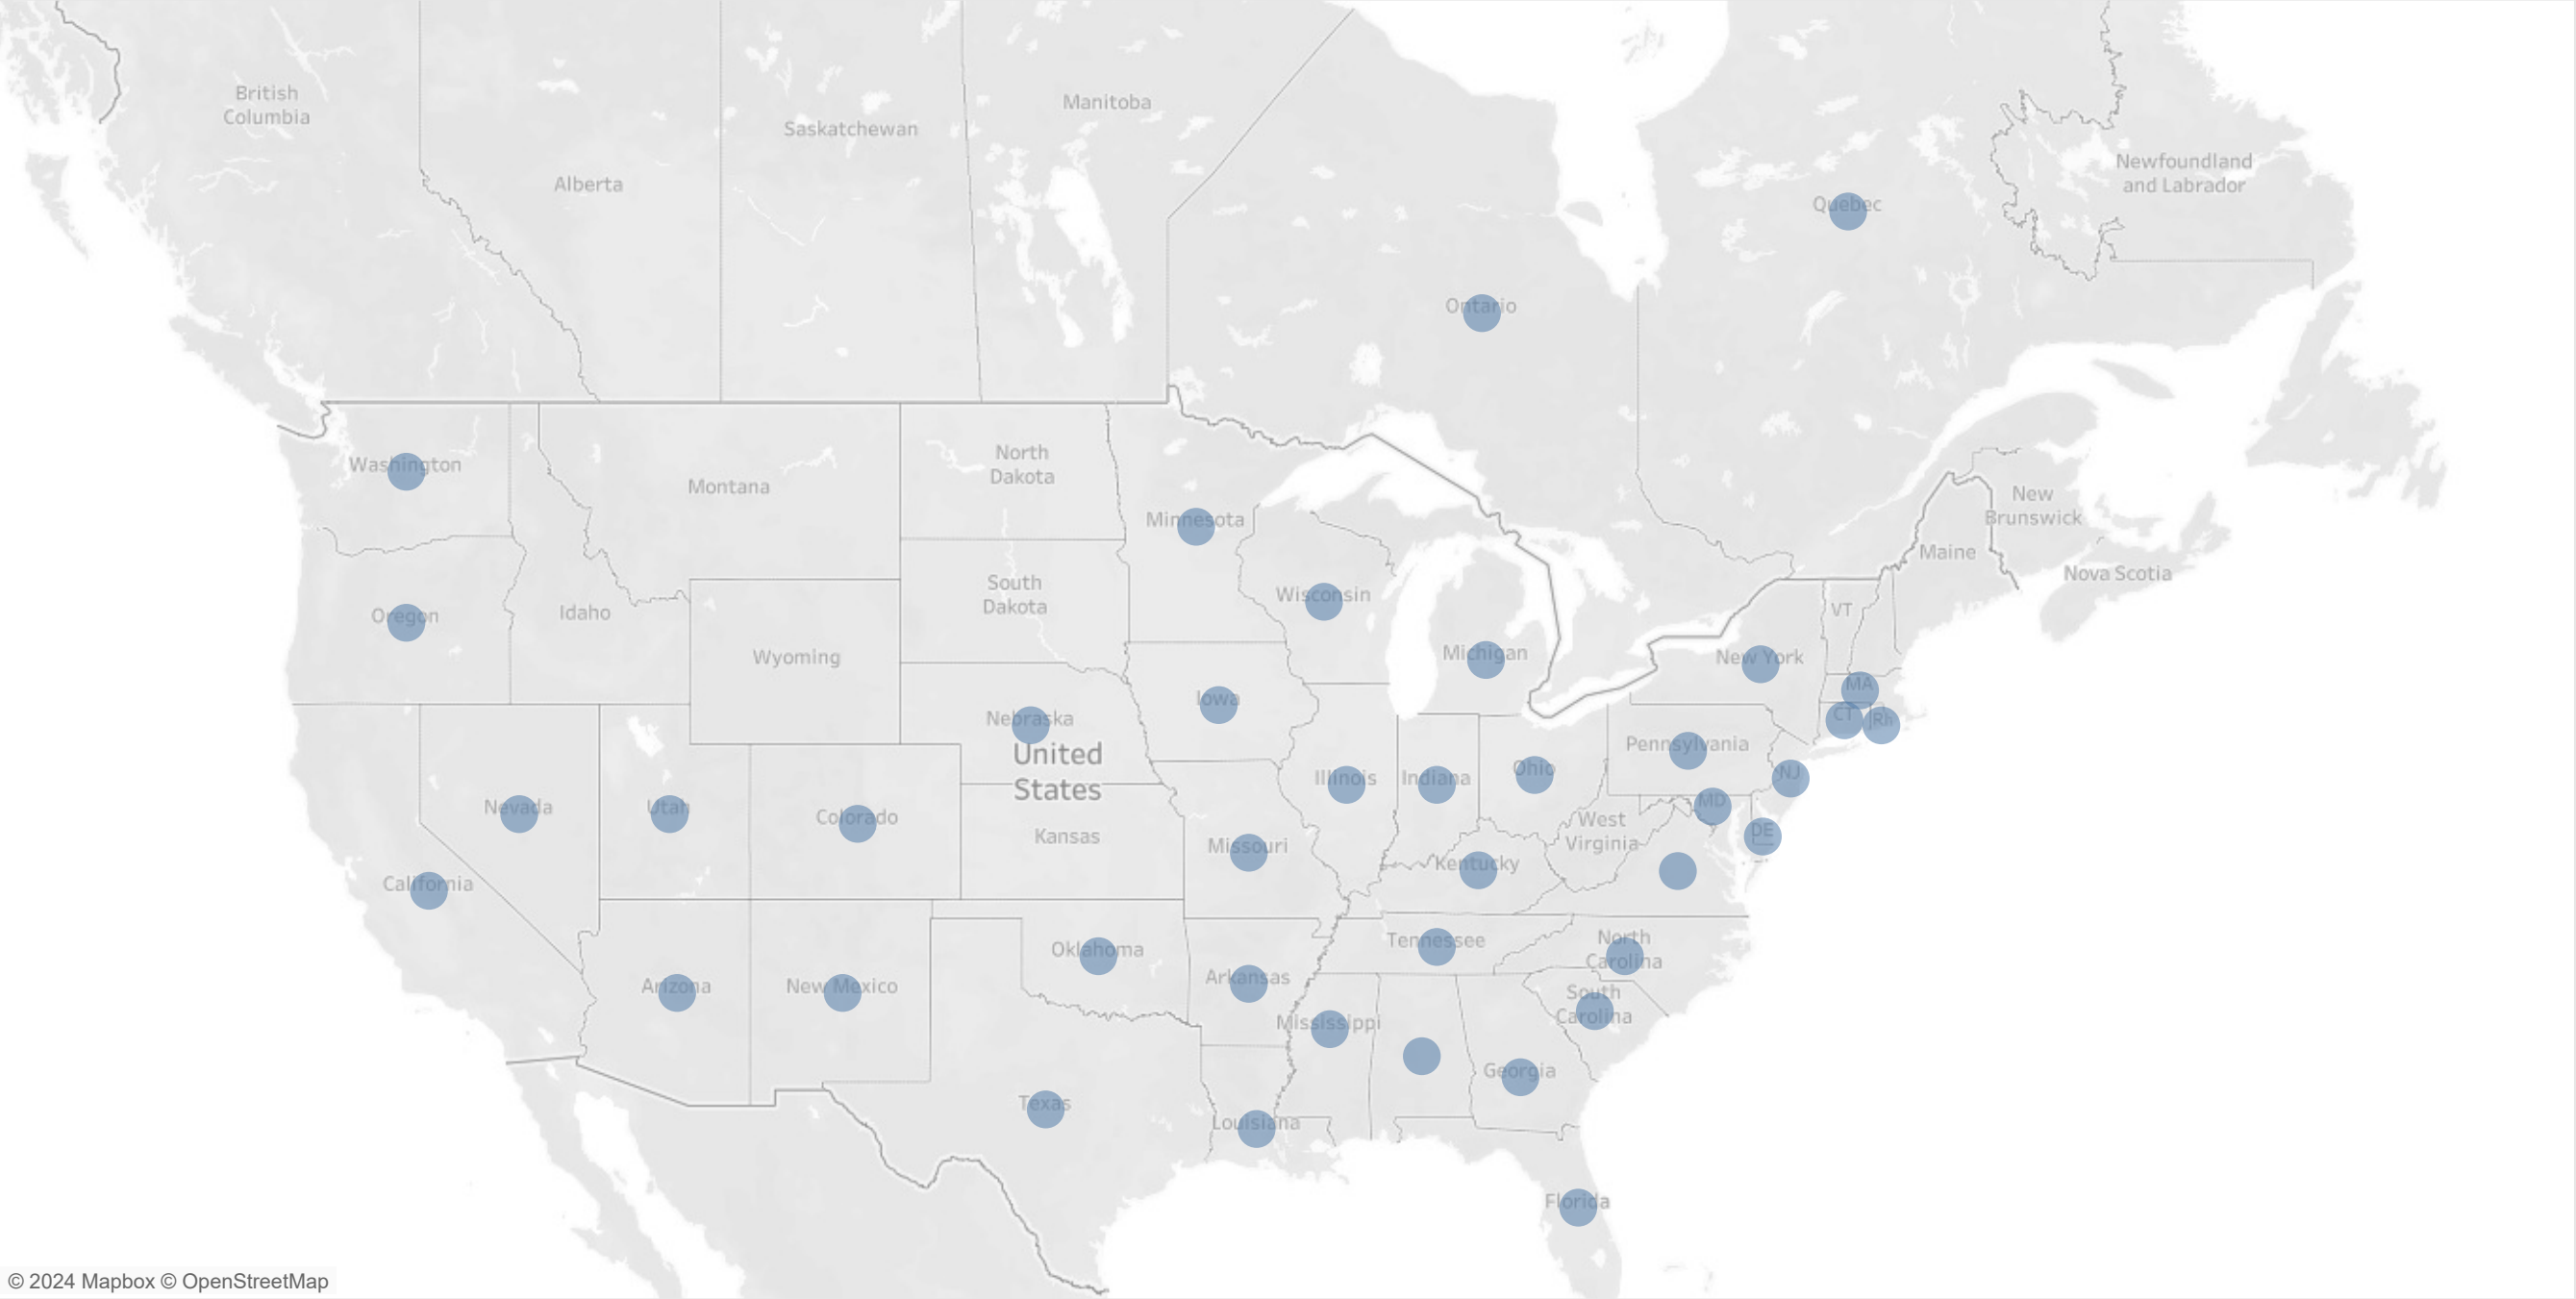 British
Columbia
Manitoba
Saskatchewan
Alberta
Newfoundland
and Labrador
Quebec
Ontario
Washington
North
Dakota
Montana
Minnesota
New
Brunswick
Maine
Nova Scotia
Oregon
Idaho
South
Dakota
Wisconsin
VT
Wyoming
Michigan
New York
MA
Iowa
Nebraska
CT
RI
United
States
Pennsylvania
Nevada
Utah
Colorado
Illinois
Indiana
Ohio
NJ
MD
Kansas
Missouri
West
Virginia
DE
California
Kentucky
Oklahoma
Tennessee
North
Carolina
Arizona
New Mexico
Arkansas
South
Carolina
Mississippi
Georgia
Texas
Louisiana
Florida
© 2024 Mapbox © OpenStreetMap